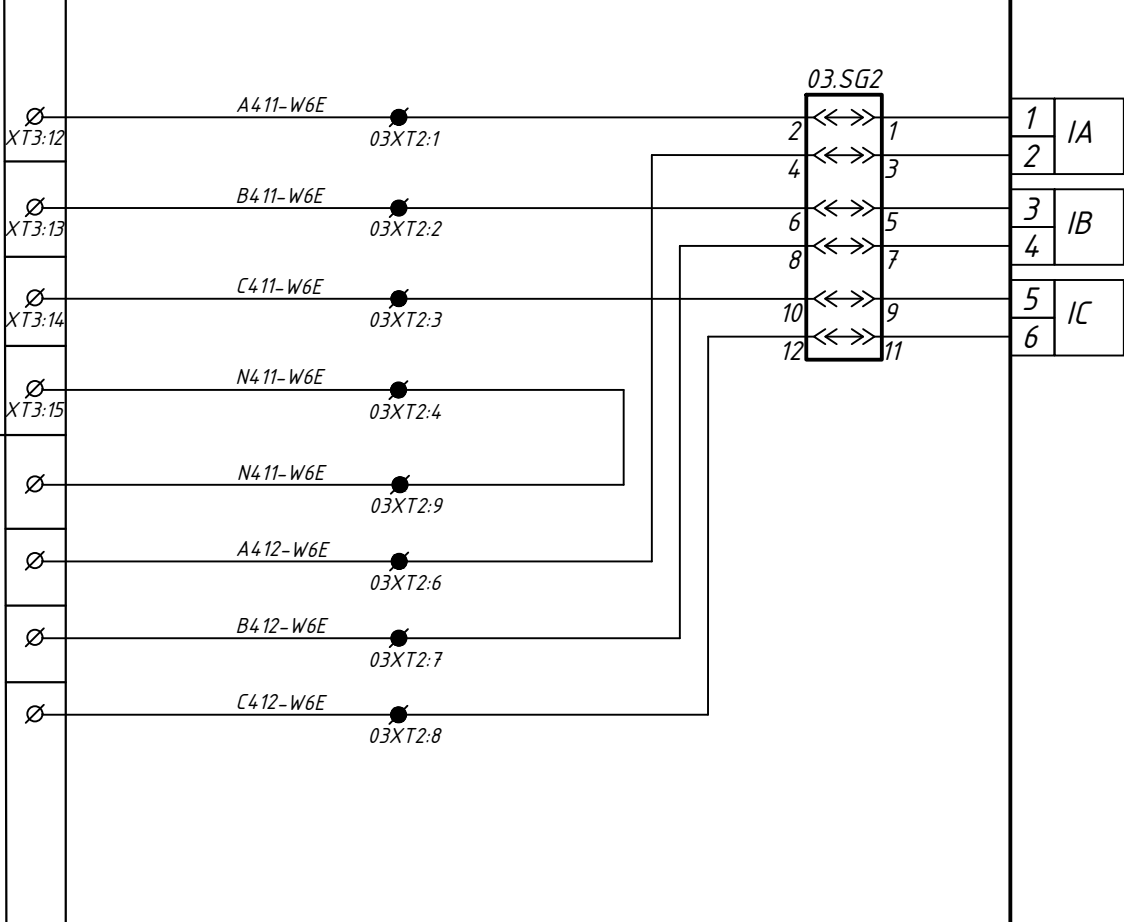 03.SG2
A411-W6E
XT3:12
03XT2:1
2
1
1
IA
4
3
2
B411-W6E
XT3:13
03XT2:2
6
5
3
IB
8
7
4
C411-W6E
XT3:14
03XT2:3
10
9
5
IC
12
11
6
N411-W6E
XT3:15
03XT2:4
N411-W6E
03XT2:9
A412-W6E
03XT2:6
B412-W6E
03XT2:7
C412-W6E
03XT2:8